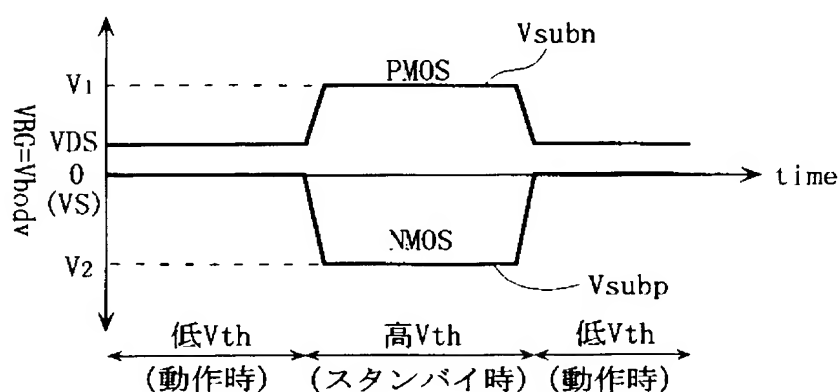 Vsubn
V1
PMOS
VBG=Vbody
VDS
0
time
(VS)
NMOS
V2
Vsubp
低Vth
高Vth
低Vth
(動作時)
(スタンバイ時)
(動作時)